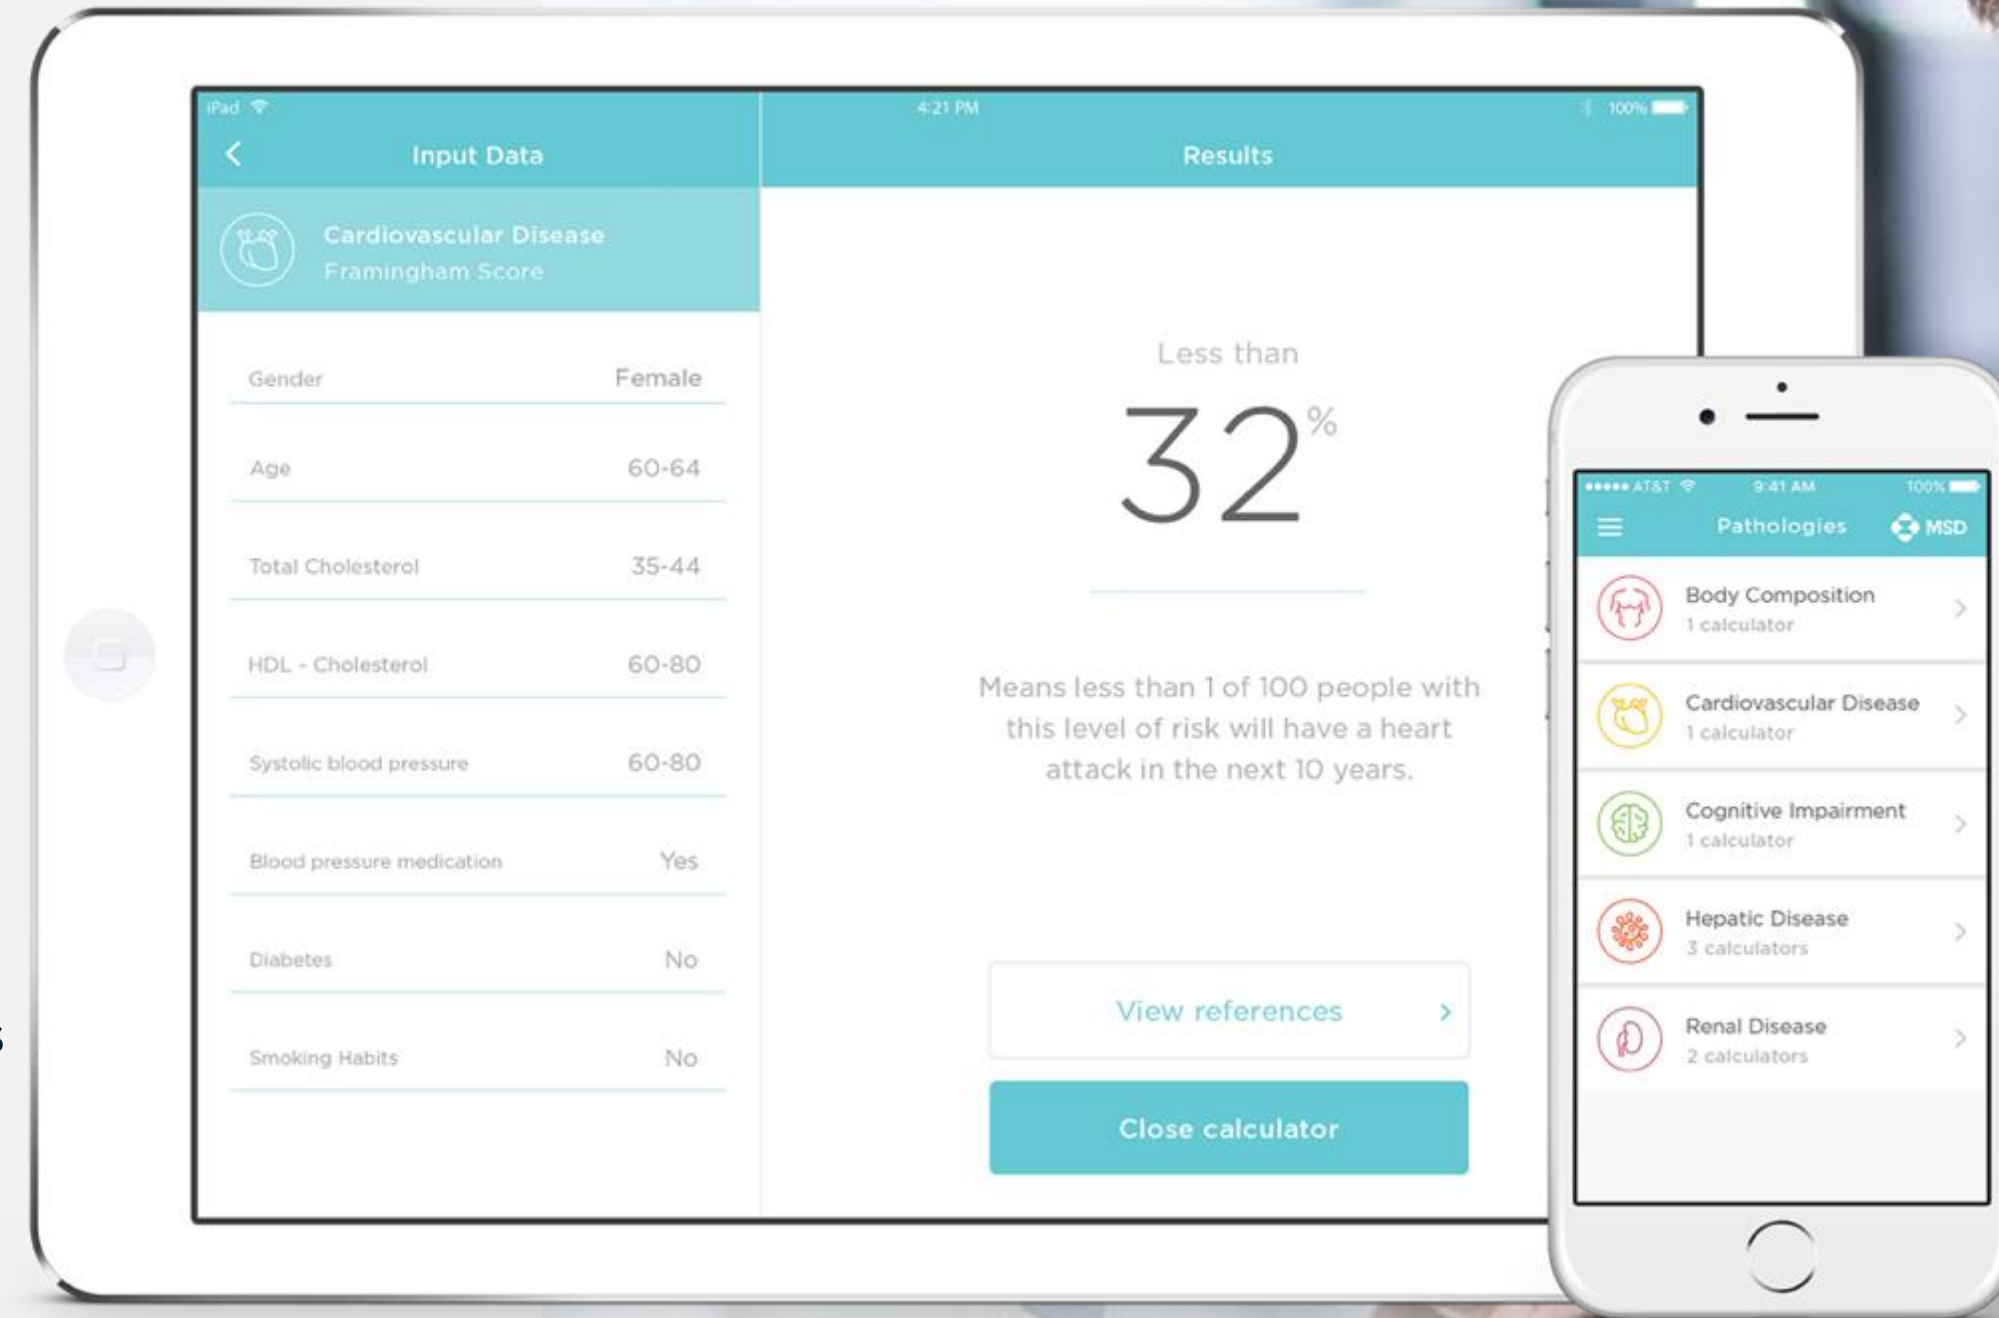 iPad
4:21 PM
100%
Input Data
Results
Cardiovascular Disease
Framingham Score
Gender Female
Age 60-64
Total Cholesterol 35-44
HDL - Cholesterol 60-80
Systolic blood pressure 60-80
Blood pressure medication Yes
Diabetes No
Smoking Habits No
Less than
32%
Means less than 1 of 100 people with
this level of risk will have a heart
attack in the next 10 years.
View references
Close calculator
AT&T 9:41 AM 100%
Pathologies MSD
Body Composition
1 calculator
Cardiovascular Disease
1 calculator
Cognitive Impairment
1 calculator
Hepatic Disease
3 calculators
Renal Disease
2 calculators
s